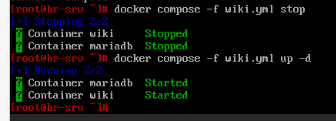 [root@br-srv ~]# docker compose -f wiki.yml stop
[+] Stopping 2/2
? Container wiki Stopped
? Container mariadb Stopped
[root@br-srv ~]# docker compose -f wiki.yml up -d
[+] Running 2/2
? Container mariadb Started
? Container wiki Started
[root@br-srv ~]#